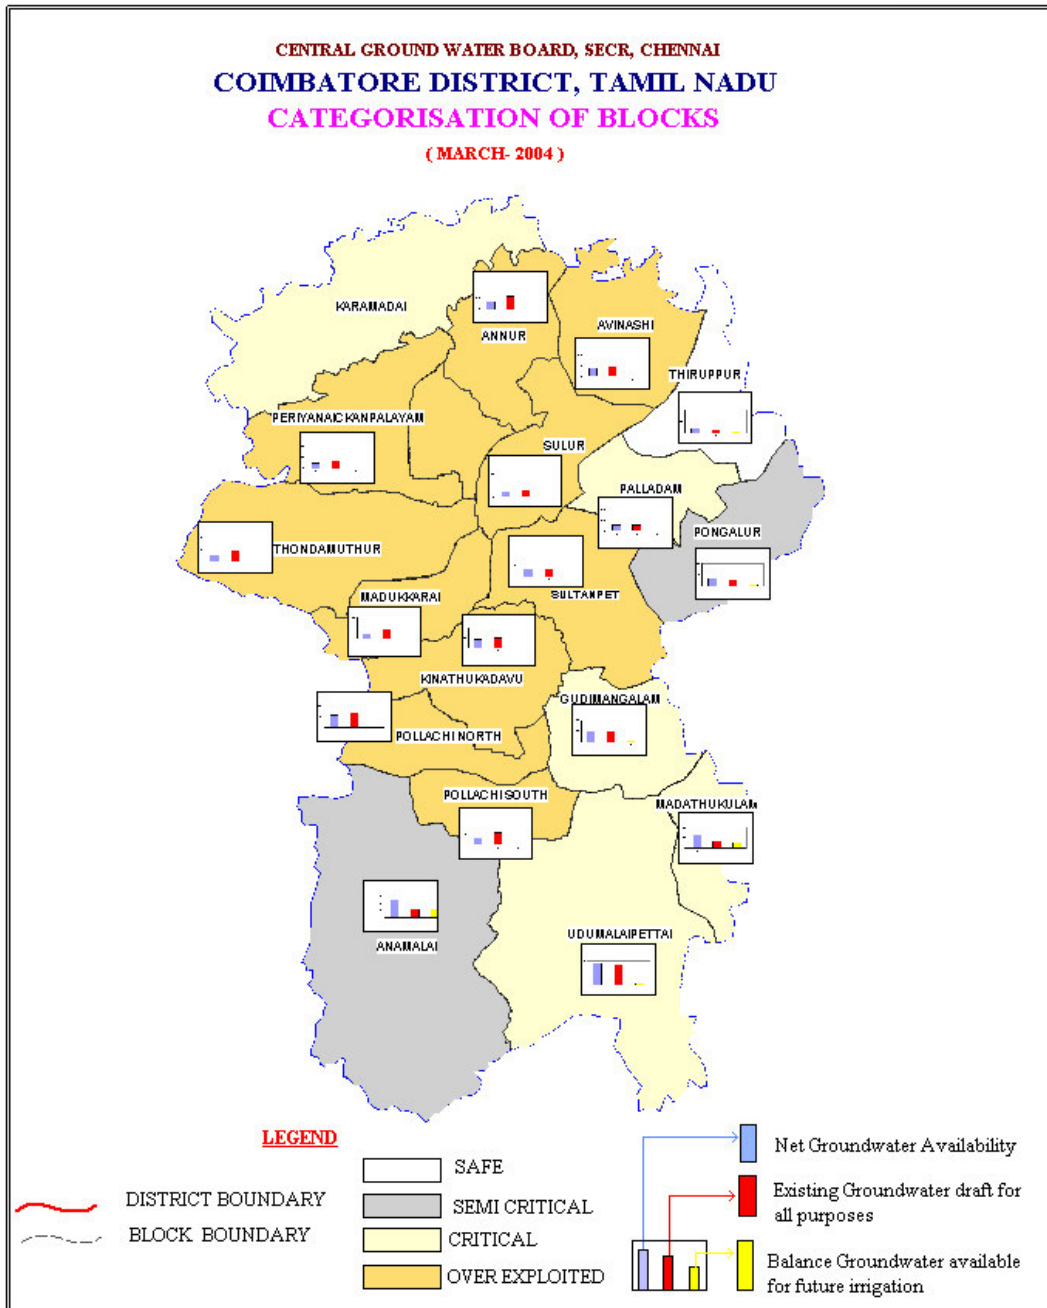 CENTRAL GROUND WATER BOARD, SECR, CHENNAI
COIMBATORE DISTRICT, TAMIL NADU
CATEGORISATION OF BLOCKS
( MARCH- 2004 )
KARAMADAI
ANNUR
AVINASHI
THIRUPPUR
PERIYANAICKANPALAYAM
SULUR
PALLADAM
PONGALUR
THONDAMUTHUR
MADUKKARAI
SULTANPET
KINATHUKADAVU
GUDIMANGALAM
POLLACHI NORTH
POLLACHI SOUTH
MADATHUKULAM
ANAMALAI
UDUMALAIPETTAI
LEGEND
DISTRICT BOUNDARY
BLOCK BOUNDARY
SAFE
SEMI CRITICAL
CRITICAL
OVER EXPLOITED
Net Groundwater Availability
Existing Groundwater draft for
all purposes
Balance Groundwater available
for future irrigation